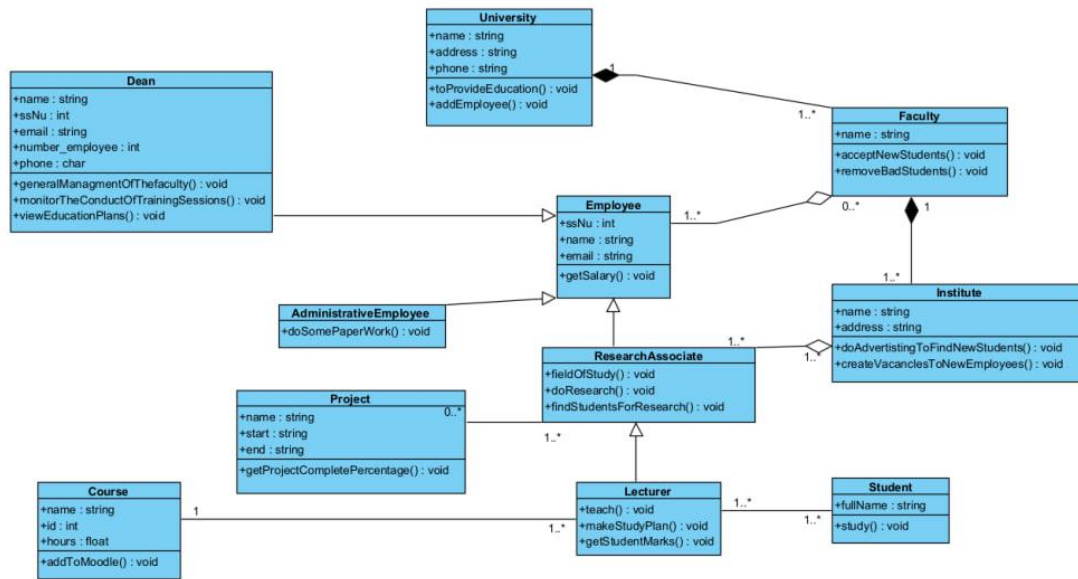 University
+name : string
+address : string
+phone : string
+toProvideEducation() : void
+addEmployee() : void
1
1..*
Dean
+name : string
+ssNu : int
+email : string
+number_employee : int
+phone : char
+generalManagmentOfThefaculty() : void
+monitorTheConductOfTrainingSessions() : void
+viewEducationPlans() : void
Faculty
+name : string
+acceptNewStudents() : void
+removeBadStudents() : void
Employee
+ssNu : int
+name : string
+email : string
+getSalary() : void
1..*
0..*
1
1..*
AdministrativeEmployee
+doSomePaperWork() : void
Institute
+name : string
+address : string
+doAdvertistingToFindNewStudents() : void
+createVacanclesToNewEmployees() : void
ResearchAssociate
+fieldOfStudy() : void
+doResearch() : void
+findStudentsForResearch() : void
1..*
1..*
Project
+name : string
+start : string
+end : string
+getProjectCompletePercentage() : void
0..*
1..*
Course
+name : string
+id : int
+hours : float
+addToMoodle() : void
1
1..*
Lecturer
+teach() : void
+makeStudyPlan() : void
+getStudentMarks() : void
1..*
1..*
Student
+fullName : string
+study() : void